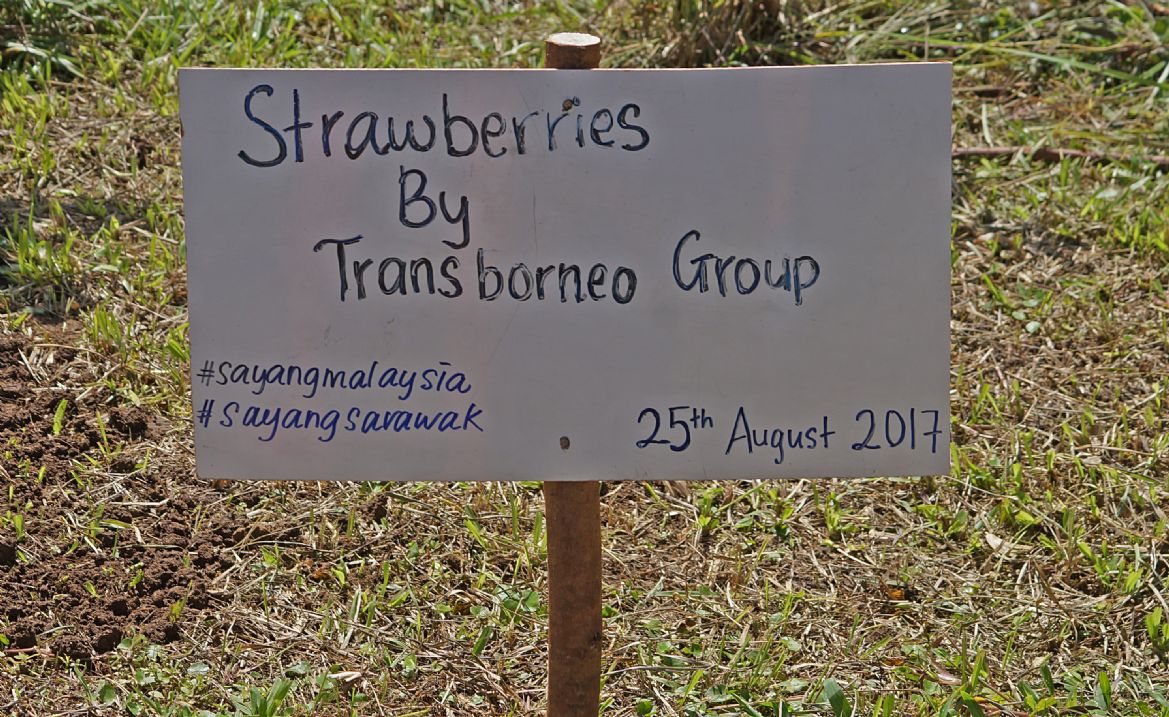 Strawberries
By
Transborneo Group
#sayangmalaysia
#sayangsarawak
25th August 2017